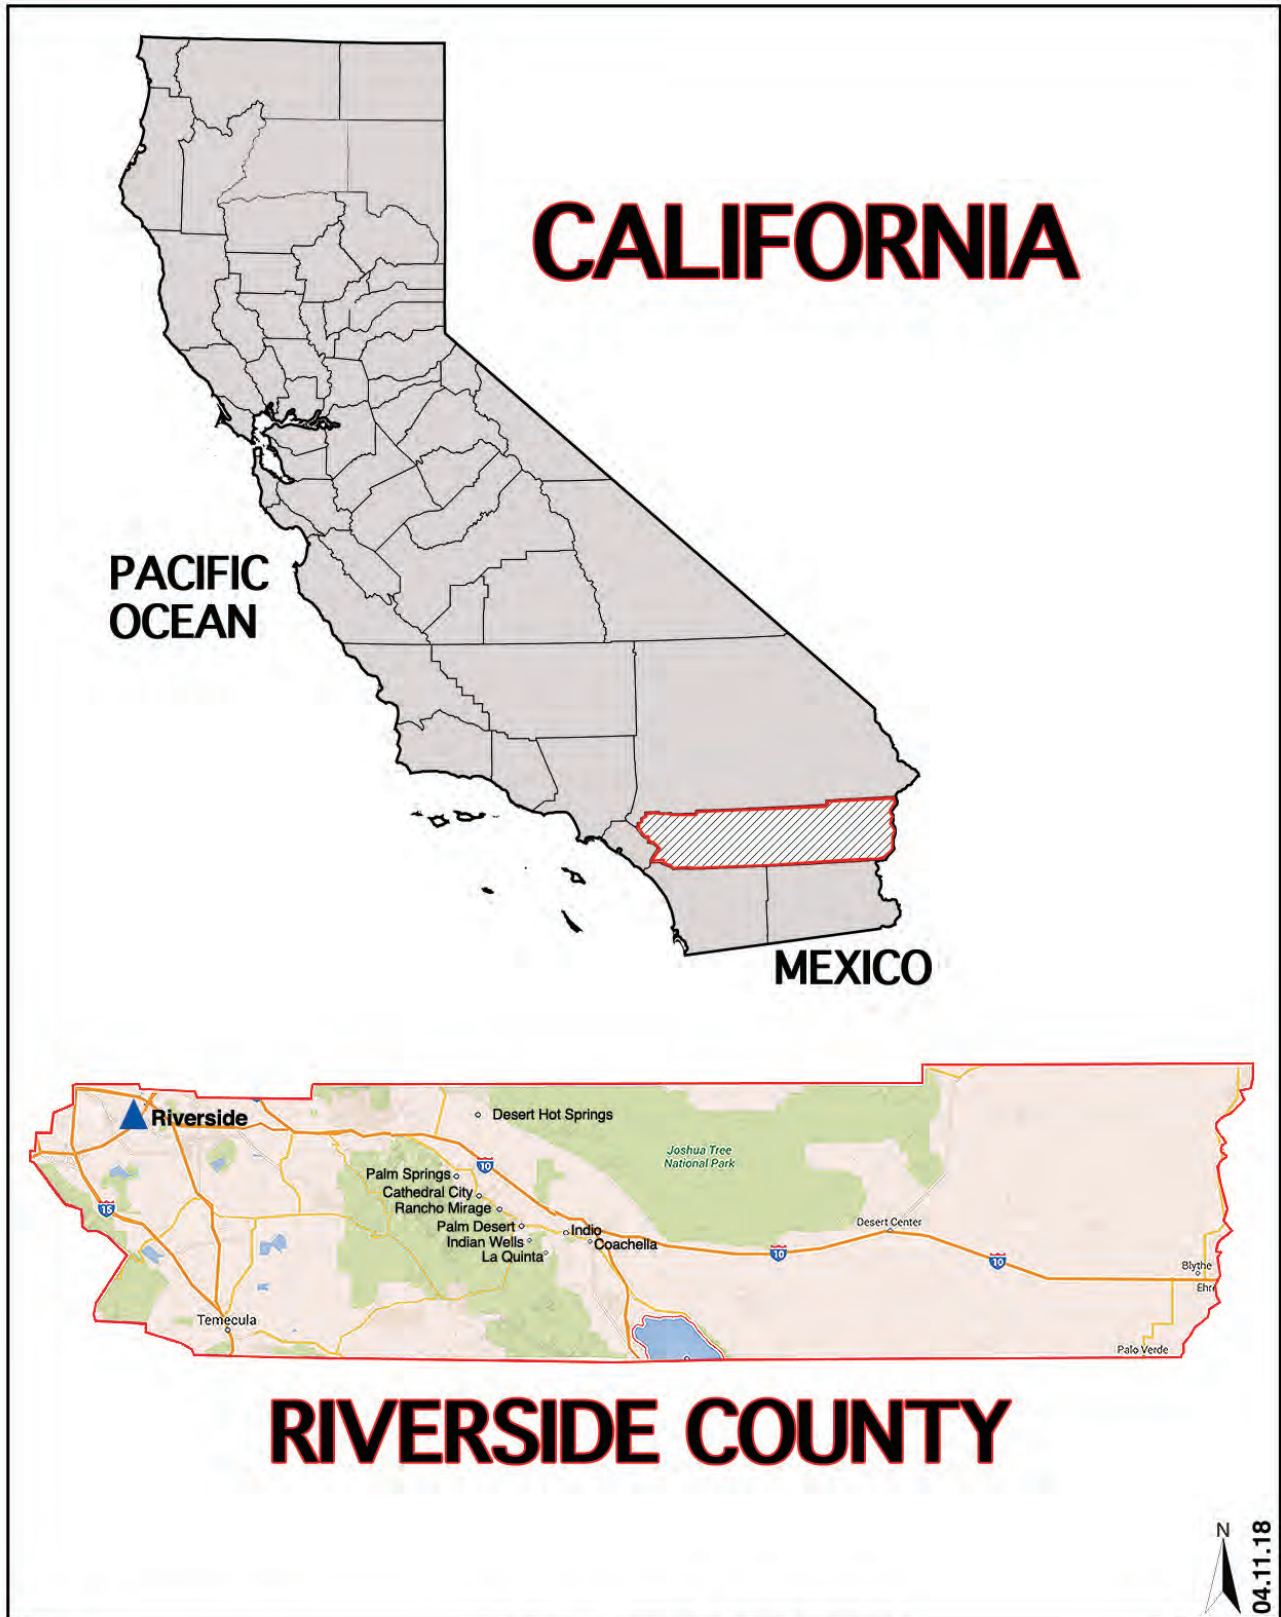 CALIFORNIA
PACIFIC
OCEAN
MEXICO
Riverside
Desert Hot Springs
Joshua Tree
National Park
10
Palm Springs
Cathedral City
Rancho Mirage
15
Palm Desert
Indio
Desert Center
Indian Wells
Coachella
La Quinta
10
10
Blythe
Ehre
Temecula
Palo Verde
RIVERSIDE COUNTY
N
04.11.18